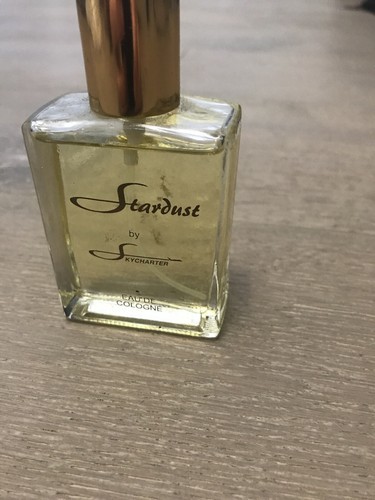 Stardust
by
SKYCHARTER
EAU DE
COLOGNE